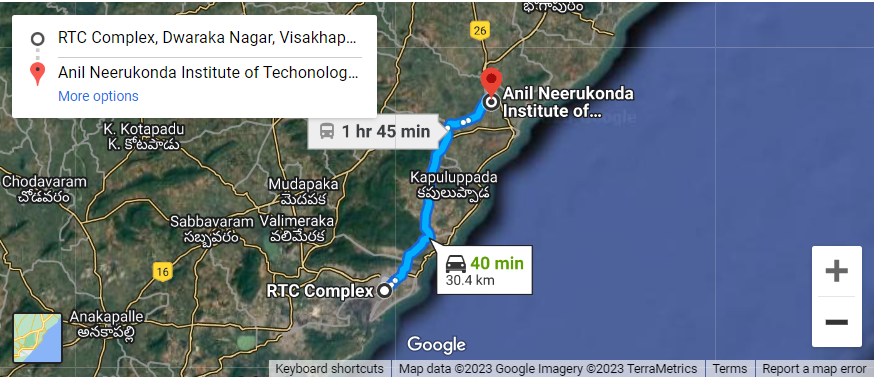 భోగాపురం
RTC Complex, Dwaraka Nagar, Visakhap...
Anil Neerukonda Institute of Techonolog...
More options
26
Anil Neerukonda
Institute of...
Google
1 hr 45 min
K. Kotapadu
K. కోటపాడు
Chodavaram
చోడవరం
Kapuluppada
కపులుప్పాడ
Mudapaka
మెదపక
Sabbavaram
సబ్బవరం
Valimeraka
వలిమేరక
16
40 min
30.4 km
RTC Complex
Anakapalle
అనకాపల్లి
Google
Keyboard shortcuts
Map data ©2023 Google Imagery ©2023 TerraMetrics
Terms
Report a map error